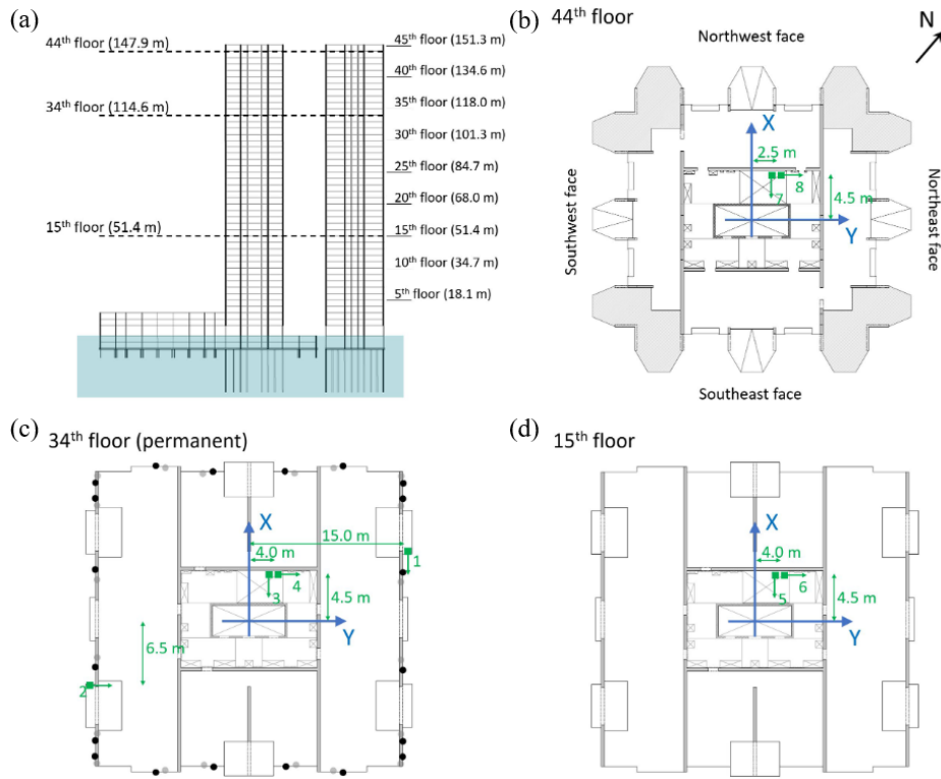 (a)
44th floor (147.9 m)
34th floor (114.6 m)
15th floor (51.4 m)
45th floor (151.3 m)
40th floor (134.6 m)
35th floor (118.0 m)
30th floor (101.3 m)
25th floor (84.7 m)
20th floor (68.0 m)
15th floor (51.4 m)
10th floor (34.7 m)
5th floor (18.1 m)
(b)
44th floor
N
Northwest face
Southwest face
Northeast face
Southeast face
X
2.5 m
8
7
4.5 m
Y
(c)
34th floor (permanent)
X
15.0 m
4.0 m
1
4
3
4.5 m
Y
6.5 m
2
(d)
15th floor
X
4.0 m
6
5
4.5 m
Y